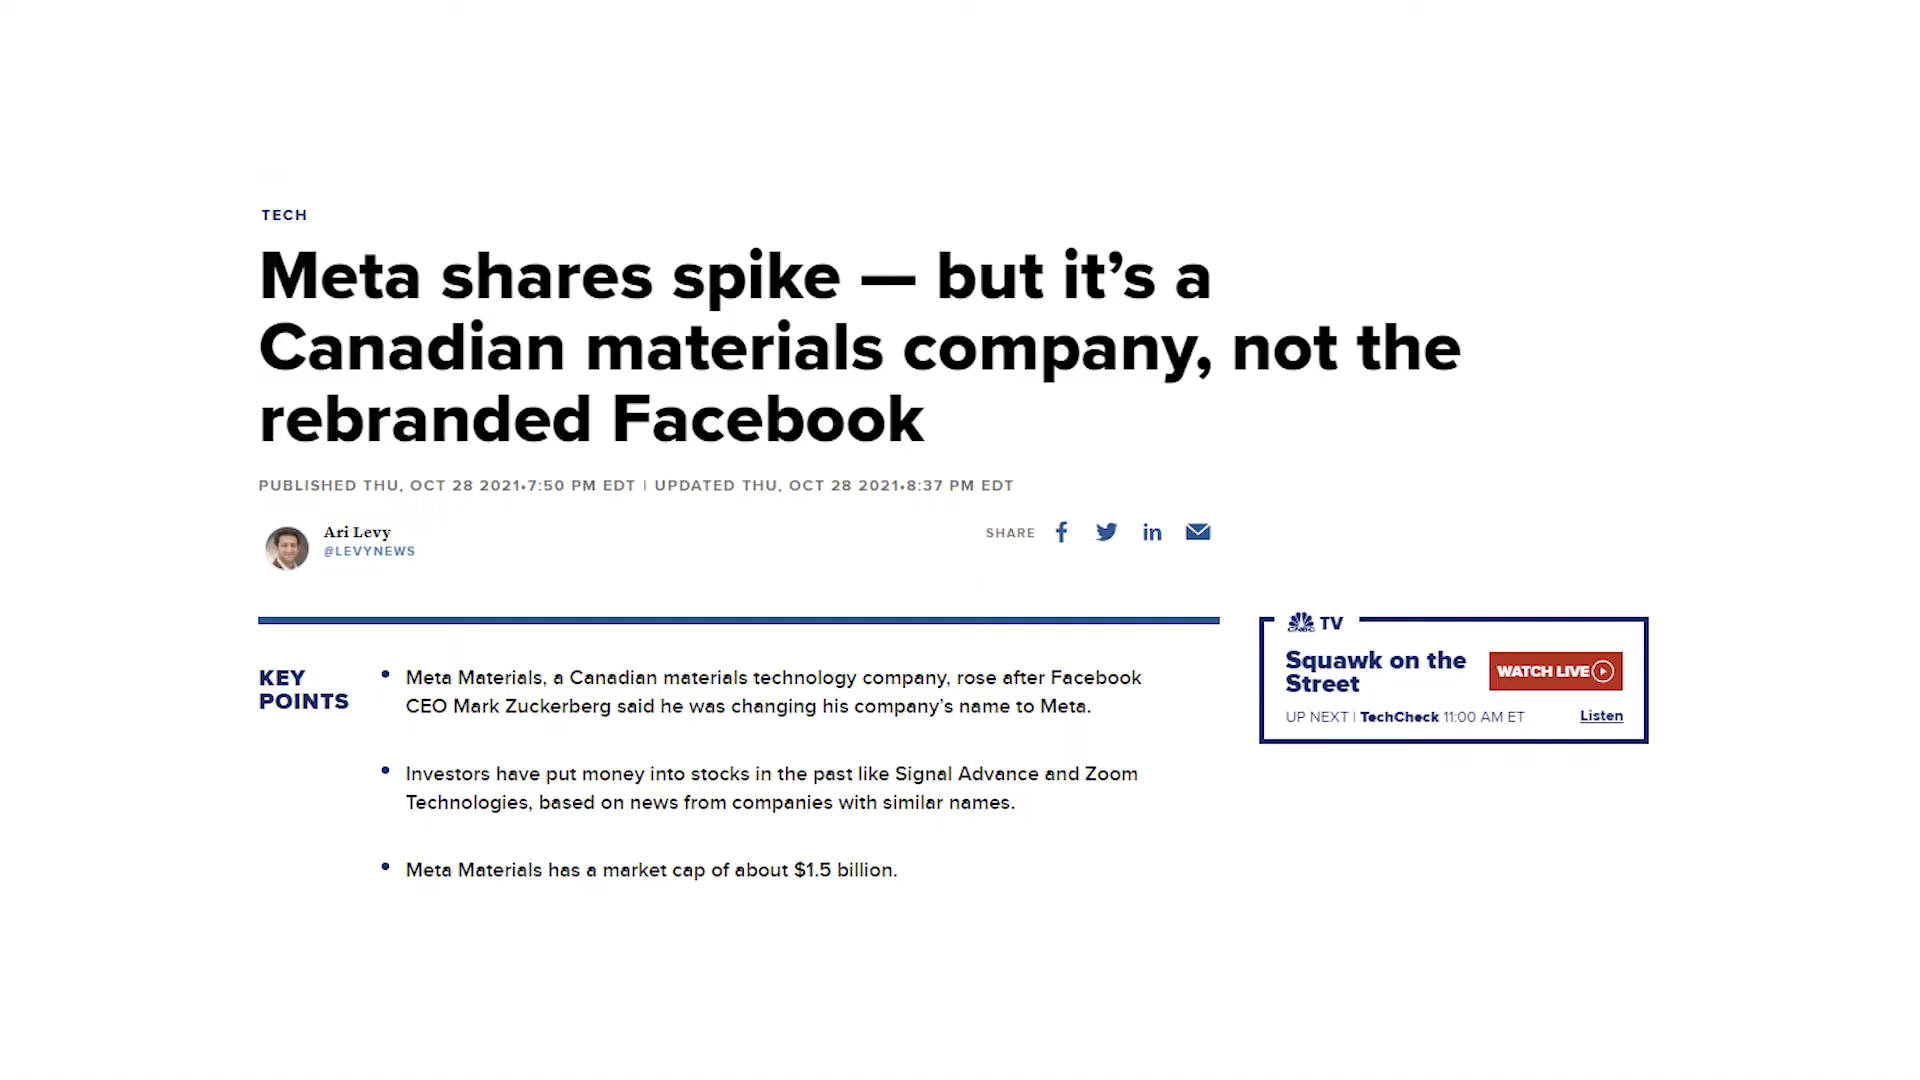 TECH
Meta shares spike — but it’s a
Canadian materials company, not the
rebranded Facebook
PUBLISHED THU, OCT 28 2021•7:50 PM EDT | UPDATED THU, OCT 28 2021•8:37 PM EDT
Ari Levy
@LEVYNEWS
SHARE
KEY
POINTS
• Meta Materials, a Canadian materials technology company, rose after Facebook
CEO Mark Zuckerberg said he was changing his company’s name to Meta.
• Investors have put money into stocks in the past like Signal Advance and Zoom
Technologies, based on news from companies with similar names.
• Meta Materials has a market cap of about $1.5 billion.
CNBC TV
Squawk on the
Street
WATCH LIVE
UP NEXT | TechCheck 11:00 AM ET
Listen